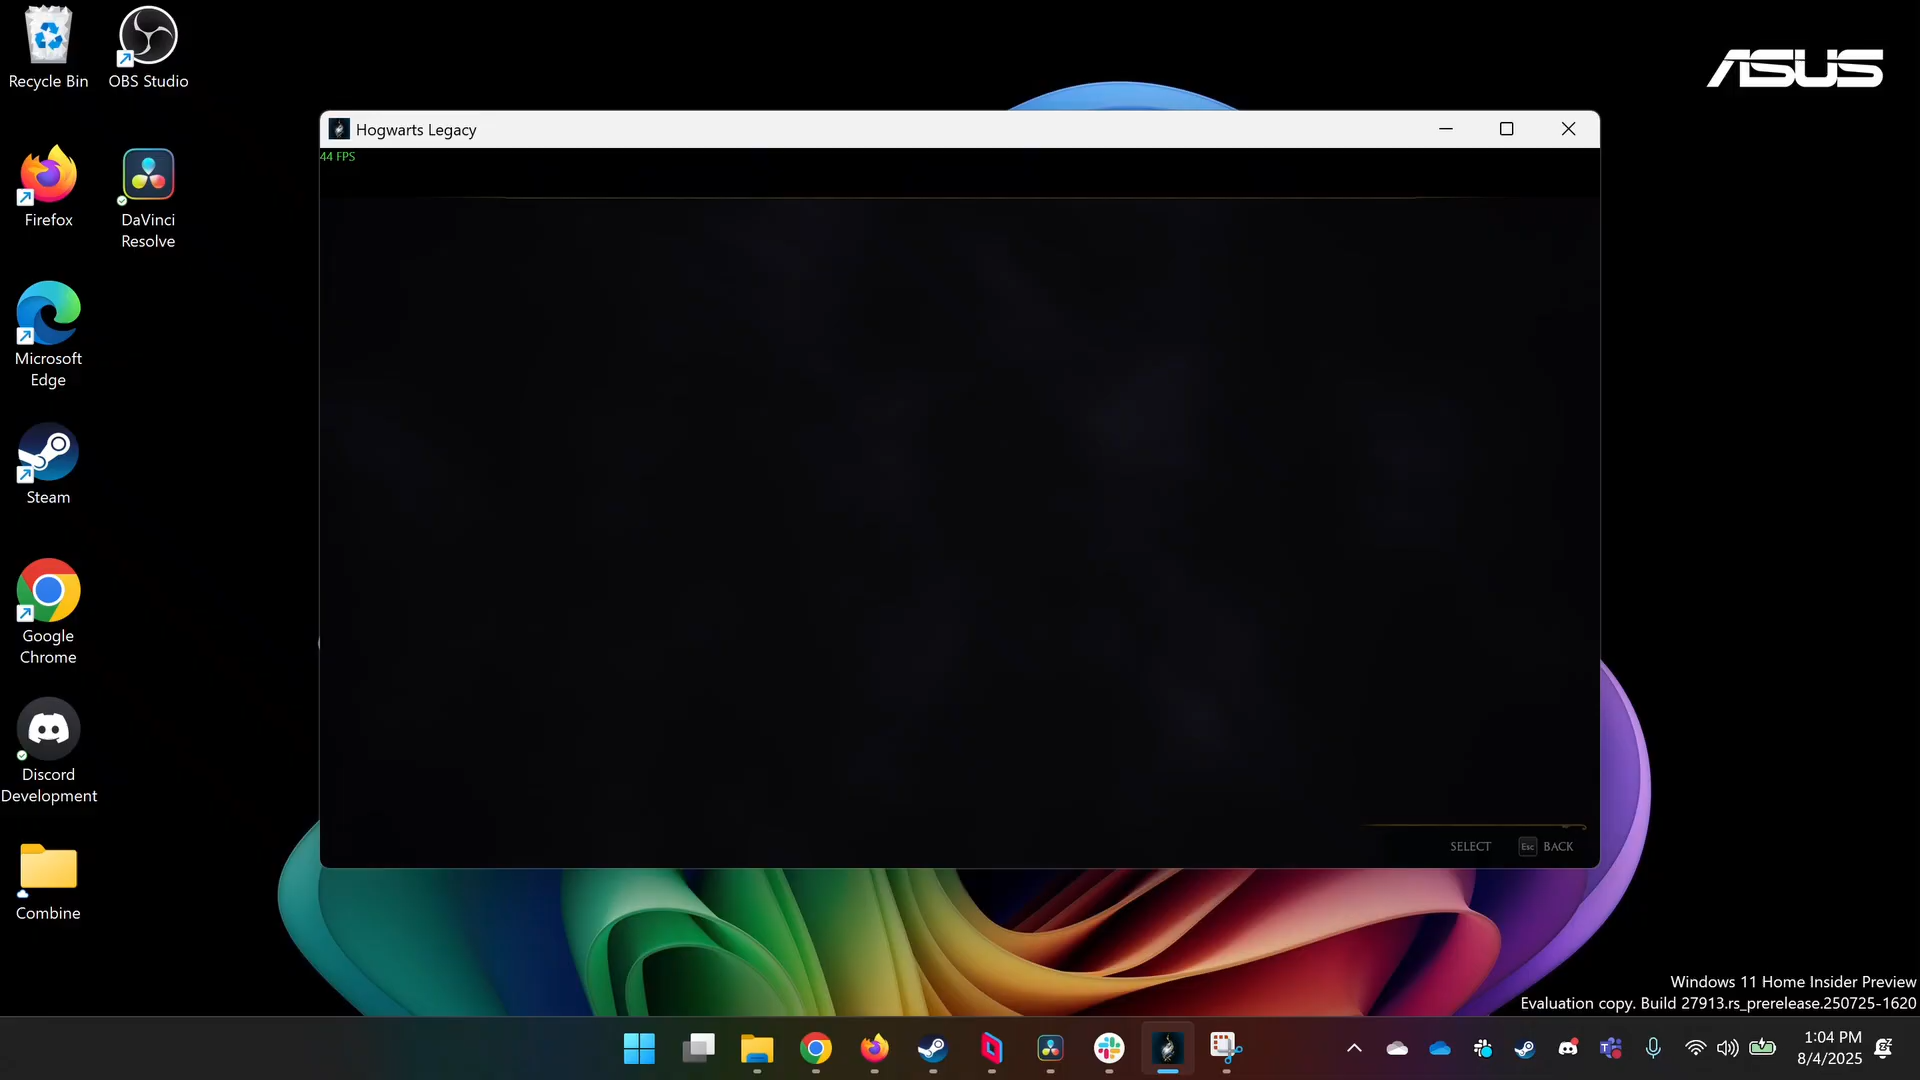 Recycle Bin
OBS Studio
ASUS
Hogwarts Legacy
44 FPS
Firefox
DaVinci
Resolve
Microsoft
Edge
Steam
Google
Chrome
Discord
Development
Combine
SELECT
Esc
BACK
Windows 11 Home Insider Preview
Evaluation copy. Build 27913.rs_prerelease.250725-1620
1:04 PM
8/4/2025